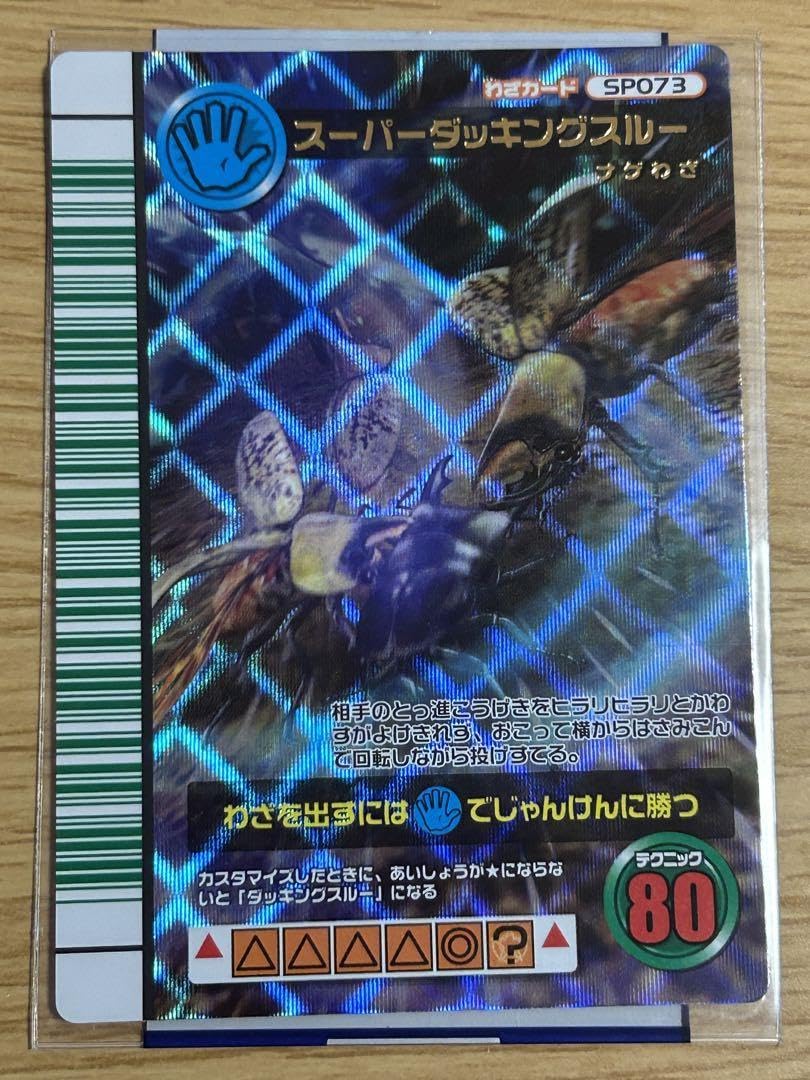 わざカード SP073
スーパーダッキングスルー
ナゲわざ
相手のとっ進こうげきをヒラリヒラリとかわ
すがよけきれず、おこって横からはさみこん
で回転しながら投げすてる。
わざを出すには でじゃんけんに勝つ
カスタマイズしたときに、あいしょうが★にならな
いと「ダッキングスルー」になる
テクニック
80
▲ △ △ △ △ ◎ ? ▲